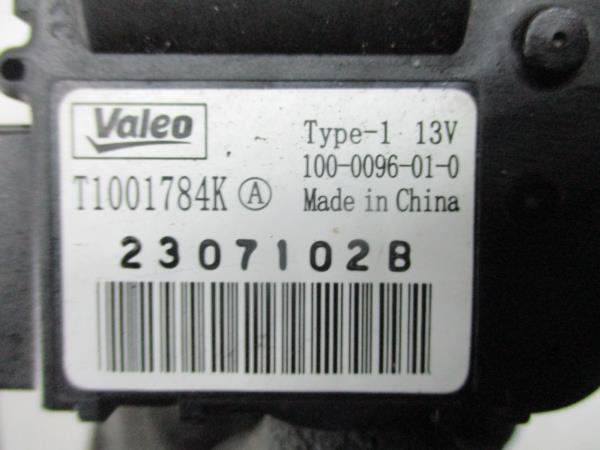 Valeo
Type-1 13V
100-0096-01-0
T1001784K Ⓐ Made in China
2307102B